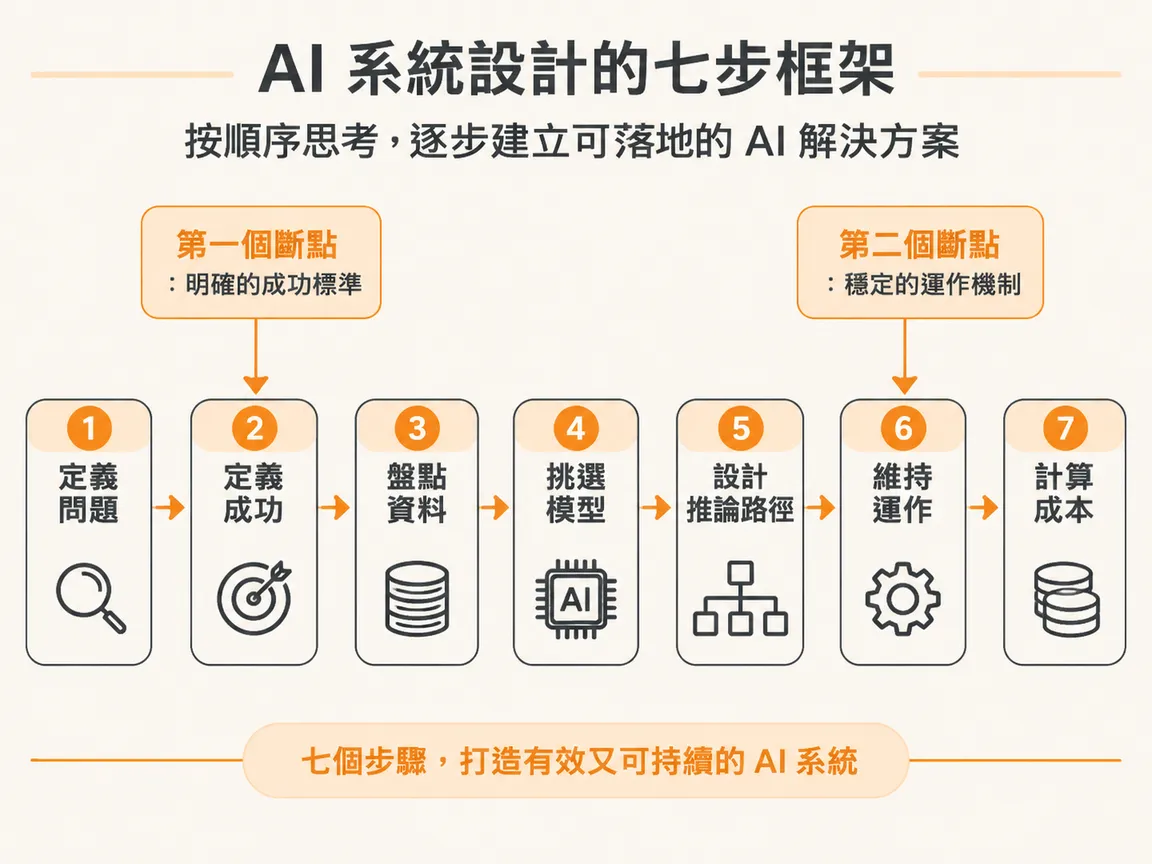 AI 系統設計的七步框架
按順序思考，逐步建立可落地的 AI 解決方案
第一個斷點
：明確的成功標準
第二個斷點
：穩定的運作機制
1
定義
問題
2
定義
成功
3
盤點
資料
4
挑選
模型
AI
5
設計
推論路徑
6
維持
運作
7
計算
成本
七個步驟，打造有效又可持續的 AI 系統